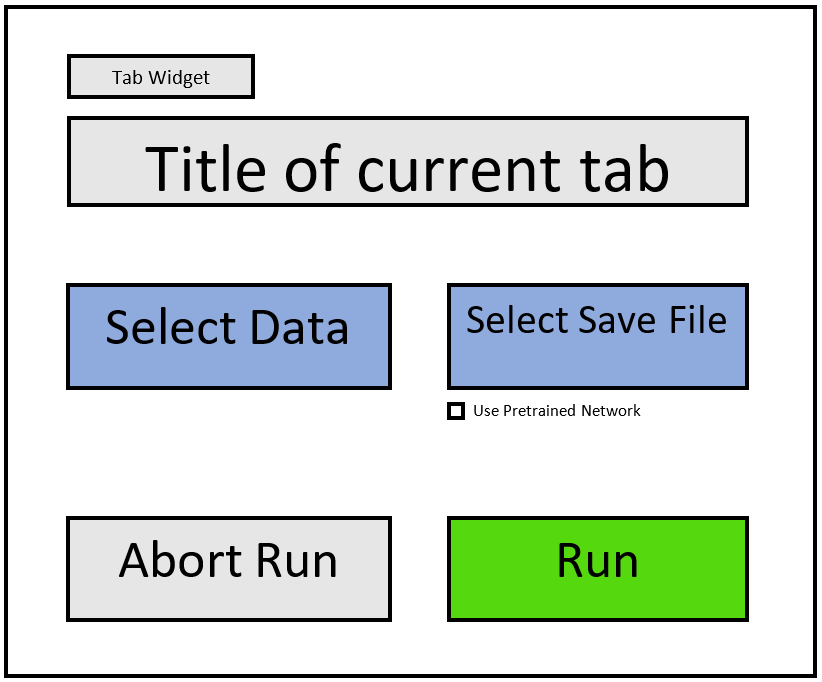 Tab Widget
Title of current tab
Select Data
Select Save File
Use Pretrained Network
Abort Run
Run